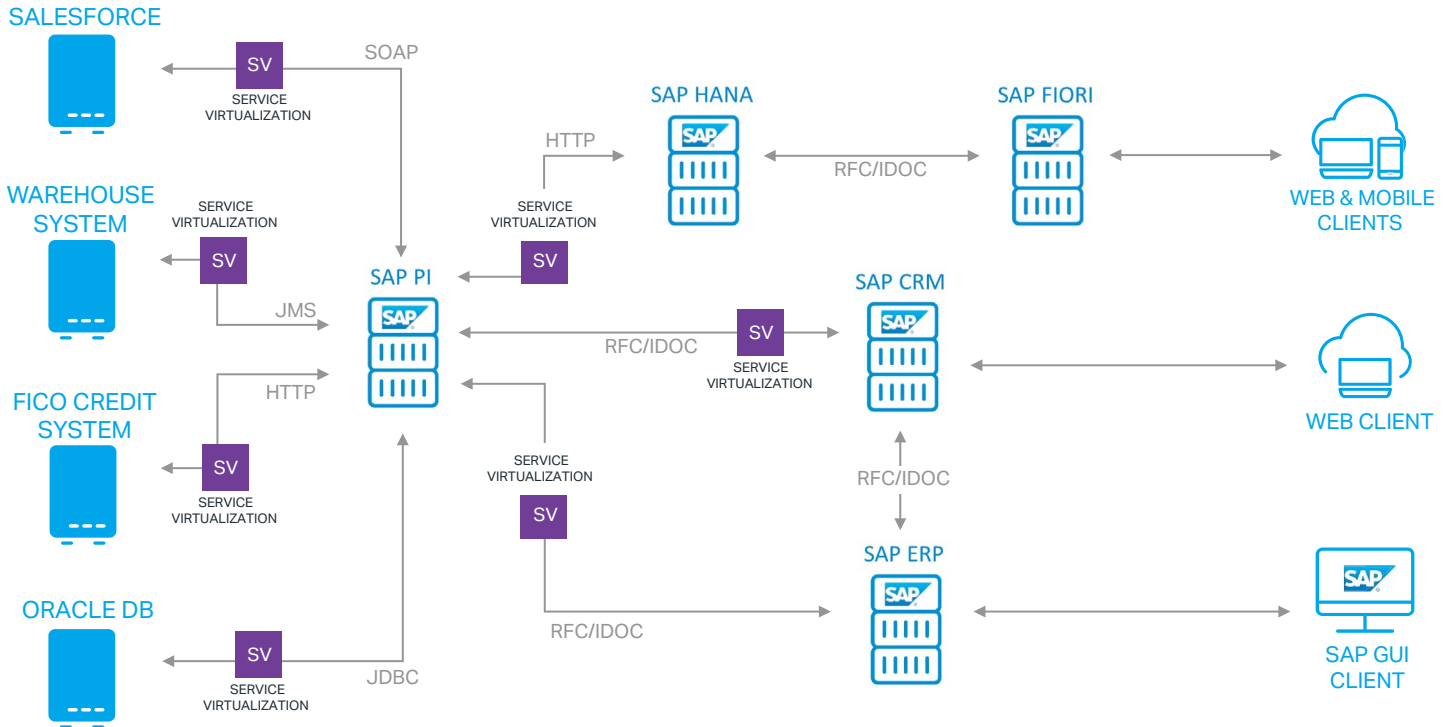 SALESFORCE
SV
SERVICE
VIRTUALIZATION
SOAP
WAREHOUSE
SYSTEM
SERVICE
VIRTUALIZATION
SV
JMS
FICO CREDIT
SYSTEM
HTTP
SV
SERVICE
VIRTUALIZATION
ORACLE DB
SV
SERVICE
VIRTUALIZATION
JDBC
SAP PI
SAP
HTTP
SERVICE
VIRTUALIZATION
SV
SAP HANA
SAP
RFC/IDOC
SAP FIORI
SAP
WEB & MOBILE
CLIENTS
RFC/IDOC
SV
SERVICE
VIRTUALIZATION
SAP CRM
SAP
WEB CLIENT
RFC/IDOC
SERVICE
VIRTUALIZATION
SV
RFC/IDOC
SAP ERP
SAP
SAP
SAP GUI
CLIENT